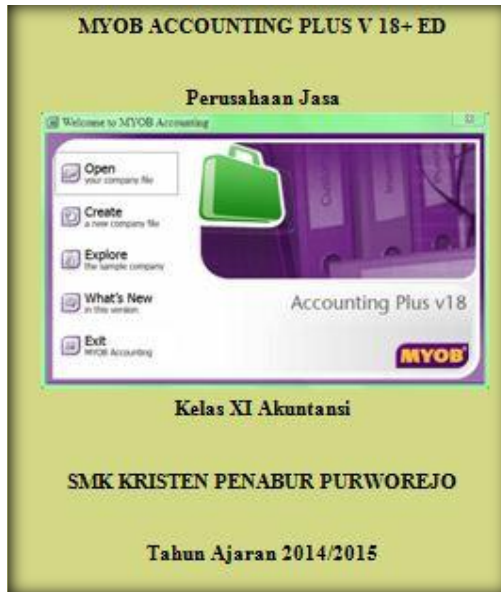 MYOB ACCOUNTING PLUS V 18+ ED
Perusahaan Jasa
Welcome to MYOB Accounting
Open
your company file
Create
a new company file
Explore
the sample company
What's New
in this version
Exit
MYOB Accounting
Accounting Plus v18
MYOB
Kelas XI Akuntansi
SMK KRISTEN PENABUR PURWOREJO
Tahun Ajaran 2014/2015